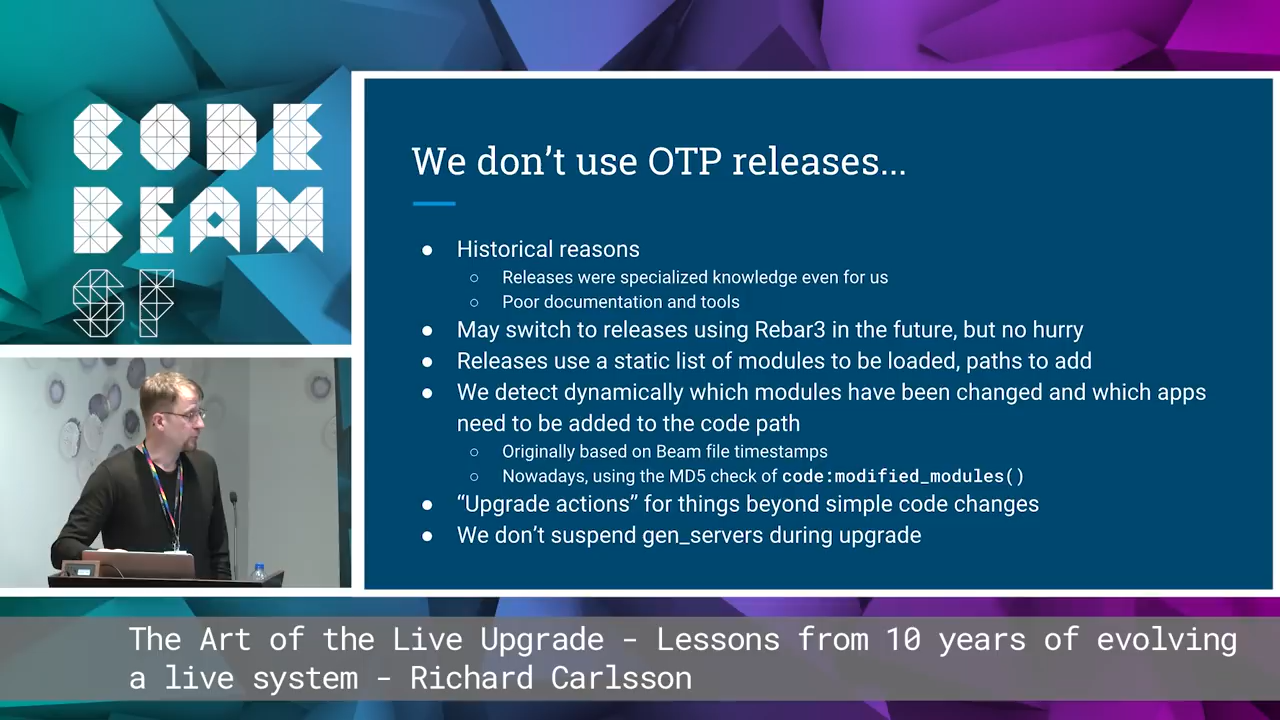 CODE
BEAM
SF
We don’t use OTP releases...
● Historical reasons
○ Releases were specialized knowledge even for us
○ Poor documentation and tools
● May switch to releases using Rebar3 in the future, but no hurry
● Releases use a static list of modules to be loaded, paths to add
● We detect dynamically which modules have been changed and which apps
need to be added to the code path
○ Originally based on Beam file timestamps
○ Nowadays, using the MD5 check of code:modified_modules()
● “Upgrade actions” for things beyond simple code changes
● We don’t suspend gen_servers during upgrade
The Art of the Live Upgrade - Lessons from 10 years of evolving
a live system - Richard Carlsson